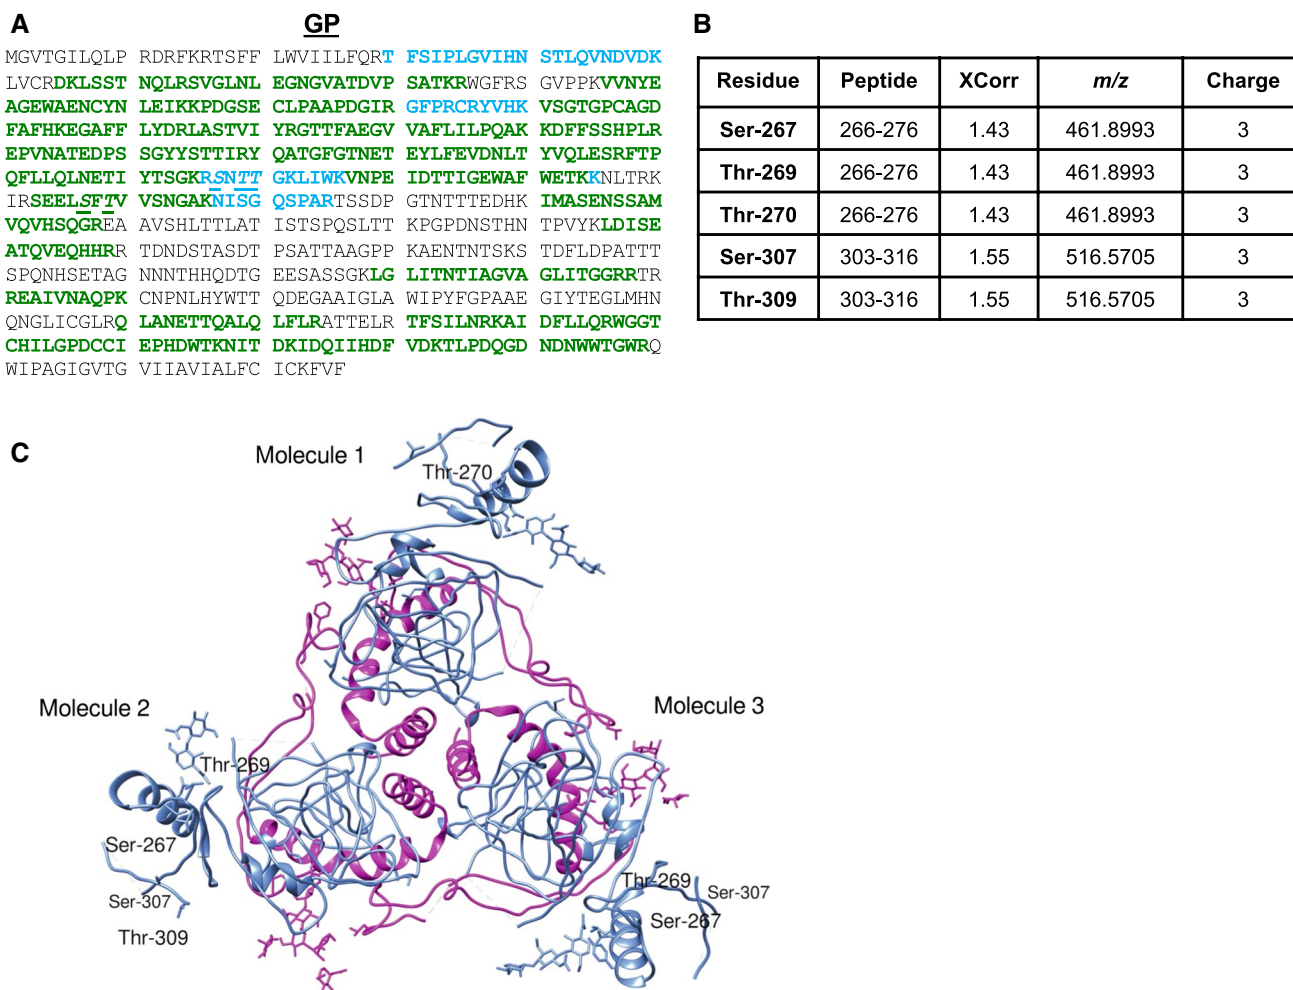 A
GP
MGVTGILQLP RDRFKRTSFF LWVIILFQRT FSIPLGVIHN STLQVNDVDK
LVCRDKLSST NQLRSVGLNL EGNGVATDVP SATKRWGFRS GVPPKVVNYE
AGEWAENCYN LEIKKPDGSE CLPAAPDGIR GFPRCRYVHK VSGTGPCAGD
FAFHKEGAFF LYDRLASTVI YRGTTFAEGV VAFLILPQAK KDFFSSHPLR
EPVNATEDPS SGYYSTTIRY QATGFGTNET EYLFEVDNLT YVQLESRFTP
QFLLQLNETI YTSGKRSNTT GKLIWKVNPE IDTTIGEWAF WETKKNLTRK
IRSEELSFTV VSNGAKNISG QSPARTSSDP GTNTTTEDHK IMASENSSAM
VQVHSQGREA AVSHLTTLAT ISTSPQSLTT KPGPDNSTHN TPVYKLDISE
ATQVEQHHRR TDNDSTASDT PSATTAAGPP KAENTNTSKS TDFLDPATTT
SPQNHSETAG NNNTHHQDTG EESASSGKLG LITNTIAGVA GLITGGRRTR
REAIVNAQPK CNPNLHYWTT QDEGAAIGLA WIPYFGPAAE GIYTEGLMHN
QNGLICGLRQ LANETTQALQ LFLRATTELR TFSILNRKAI DFLLQRWGGT
CHILGPDCCI EPHDWTKNIT DKIDQIIHDF VDKTLPDQGD NDNWWTGWRQ
WIPAGIGVTG VIIAVIALFC ICKFVF
B
Residue Peptide XCorr m/z Charge
Ser-267 266-276 1.43 461.8993 3
Thr-269 266-276 1.43 461.8993 3
Thr-270 266-276 1.43 461.8993 3
Ser-307 303-316 1.55 516.5705 3
Thr-309 303-316 1.55 516.5705 3
C
Molecule 1
Thr-270
Molecule 2
Thr-269
Ser-267
Ser-307
Thr-309
Molecule 3
Thr-269
Ser-307
Ser-267